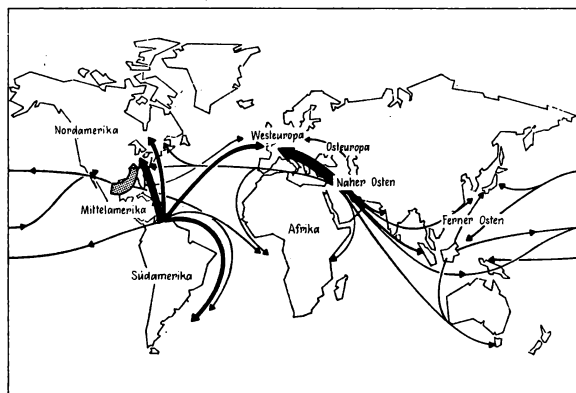 Nordamerika
Westeuropa
Osteuropa
Naher Osten
Mittelamerika
Afrika
Ferner Osten
Südamerika